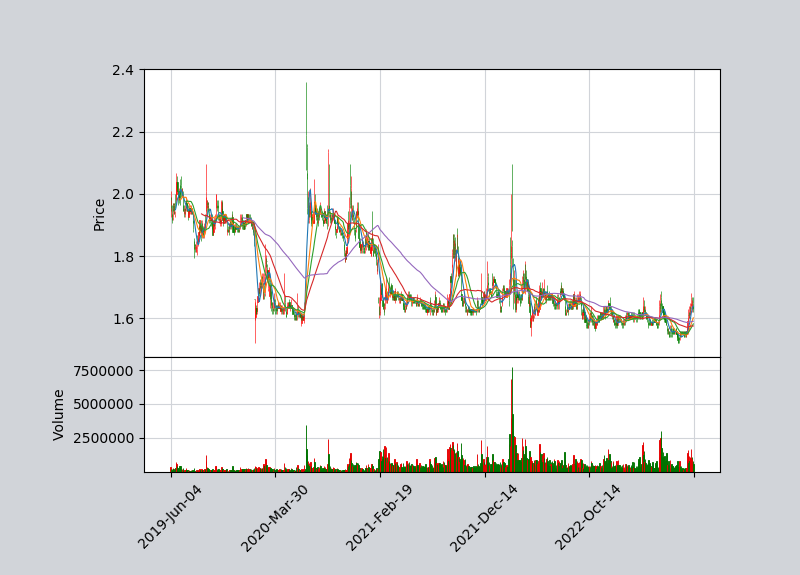 2.4
2.2
2.0
1.8
1.6
Price
7500000
5000000
2500000
Volume
2019-Jun-04
2020-Mar-30
2021-Feb-19
2021-Dec-14
2022-Oct-14